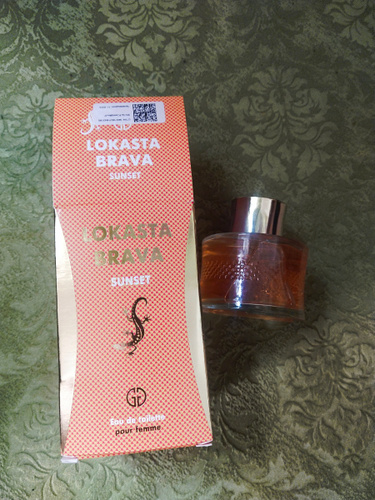 LOKASTA
BRAVA
SUNSET
LOKASTA
BRAVA
SUNSET
Eau de toilette
pour femme